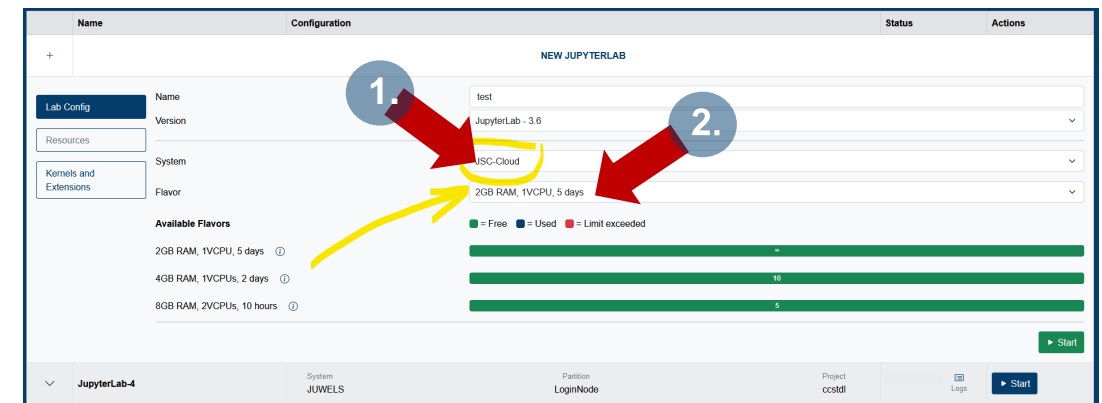 Name Configuration Status Actions
+ NEW JUPYTERLAB
1.
Lab Config
Name test
2.
Version JupyterLab - 3.6
Resources
System JSC-Cloud
Kernels and
Extensions
Flavor 2GB RAM, 1VCPU, 5 days
Available Flavors = Free = Used = Limit exceeded
2GB RAM, 1VCPU, 5 days
4GB RAM, 1VCPUs, 2 days 10
8GB RAM, 2VCPUs, 10 hours 5
Start
System Partition Project
JupyterLab-4 JUWELS LoginNode ccstdl Logs Start